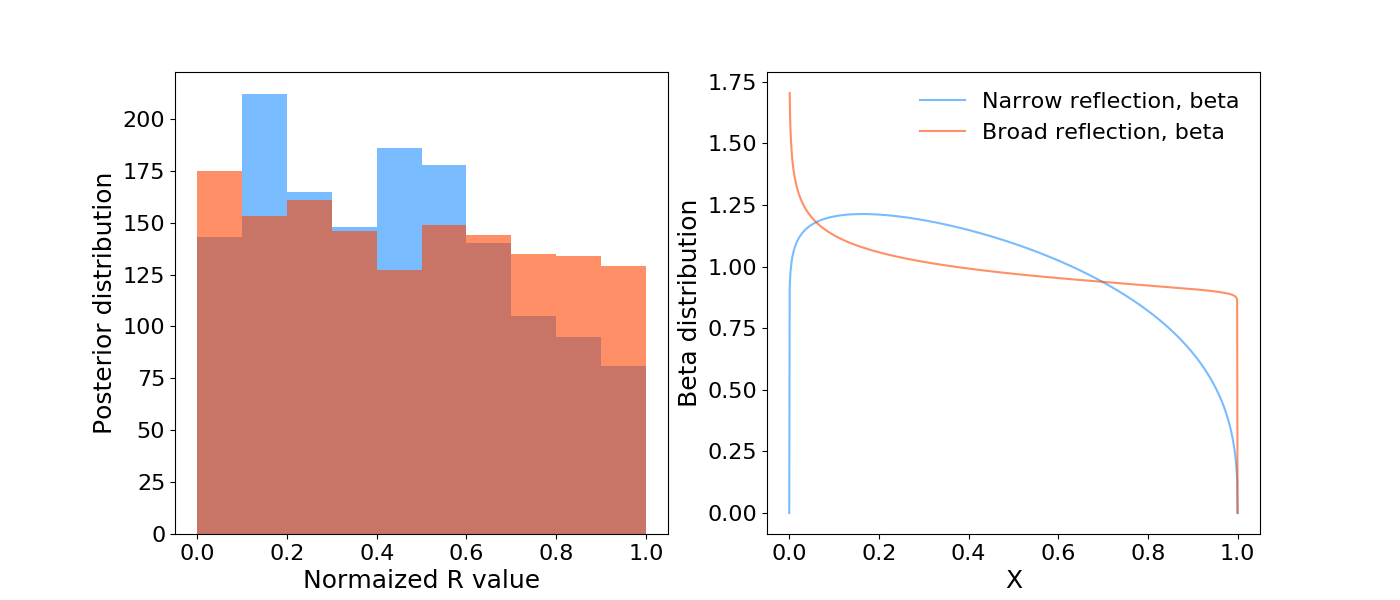 Posterior distribution
200
175
150
125
100
75
50
25
0
0.0 0.2 0.4 0.6 0.8 1.0
Normaized R value
Beta distribution
1.75
1.50
1.25
1.00
0.75
0.50
0.25
0.00
Narrow reflection, beta
Broad reflection, beta
0.0 0.2 0.4 0.6 0.8 1.0
X